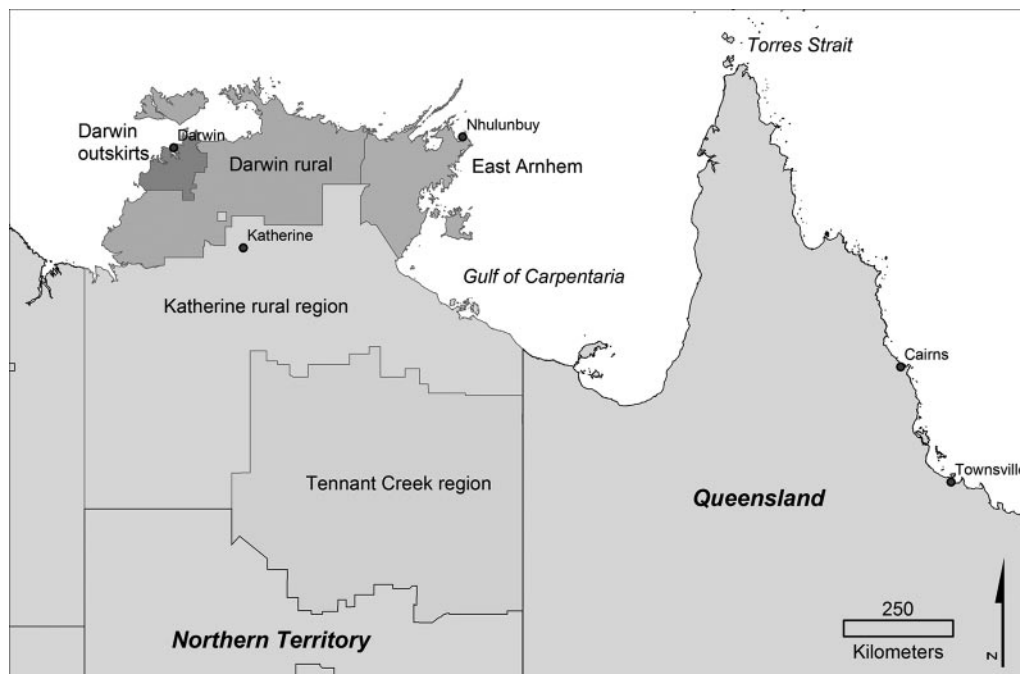 Torres Strait
Darwin
outskirts
Darwin
Nhulunbuy
Darwin rural
East Arnhem
Katherine
Gulf of Carpentaria
Katherine rural region
Cairns
Tennant Creek region
Queensland
Townsville
250
Kilometers
N
Northern Territory